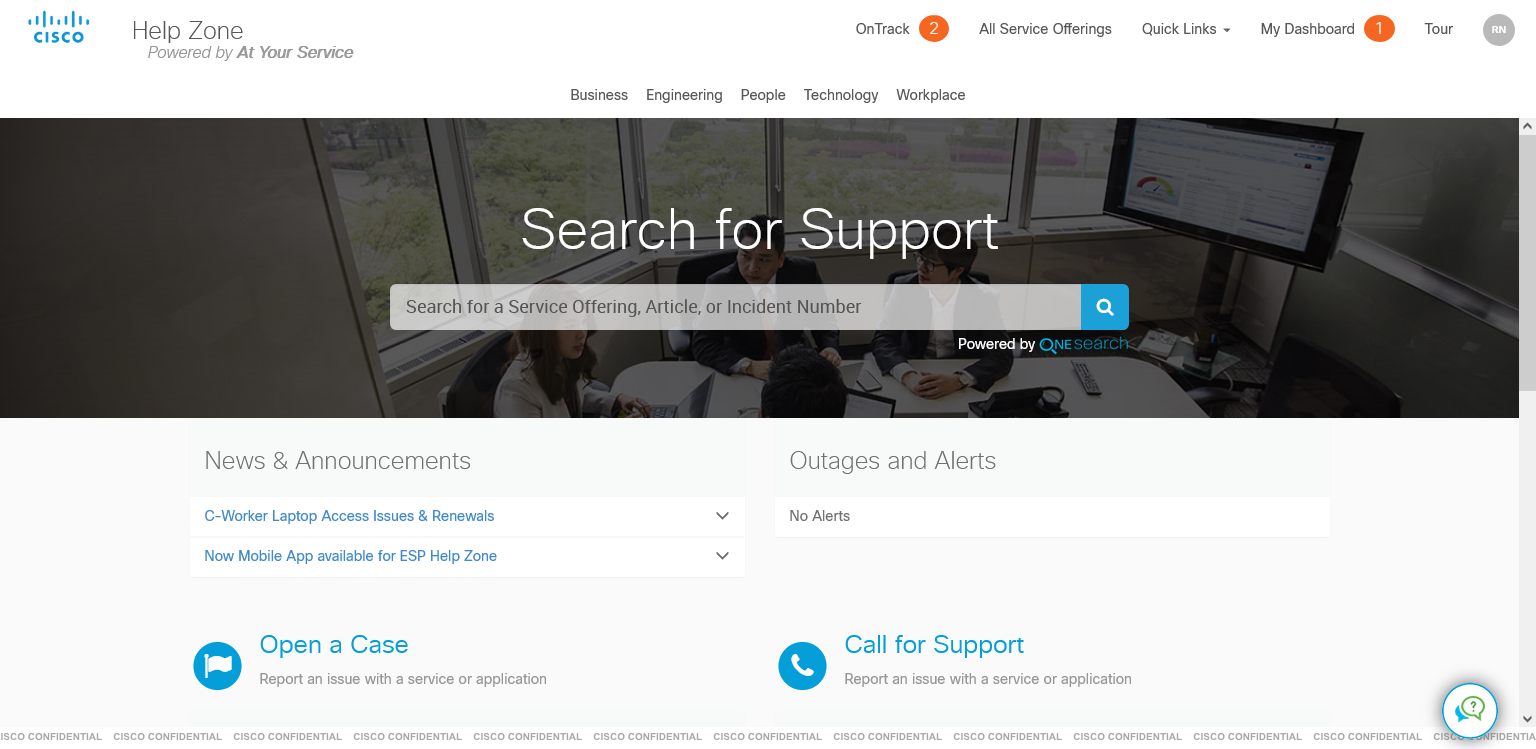 CISCO
Help Zone
Powered by At Your Service
OnTrack 2 All Service Offerings Quick Links My Dashboard 1 Tour RN
Business Engineering People Technology Workplace
Search for Support
Search for a Service Offering, Article, or Incident Number
Powered by ONE search
News & Announcements
C-Worker Laptop Access Issues & Renewals
Now Mobile App available for ESP Help Zone
Outages and Alerts
No Alerts
Open a Case
Report an issue with a service or application
Call for Support
Report an issue with a service or application
?
ISCO CONFIDENTIAL CISCO CONFIDENTIAL CISCO CONFIDENTIAL CISCO CONFIDENTIAL CISCO CONFIDENTIAL CISCO CONFIDENTIAL CISCO CONFIDENTIAL CISCO CONFIDENTIAL CISCO CONFIDENTIAL CISCO CONFIDENTIAL CISCO CONFIDENTIAL CISCO CONFIDENTIAL